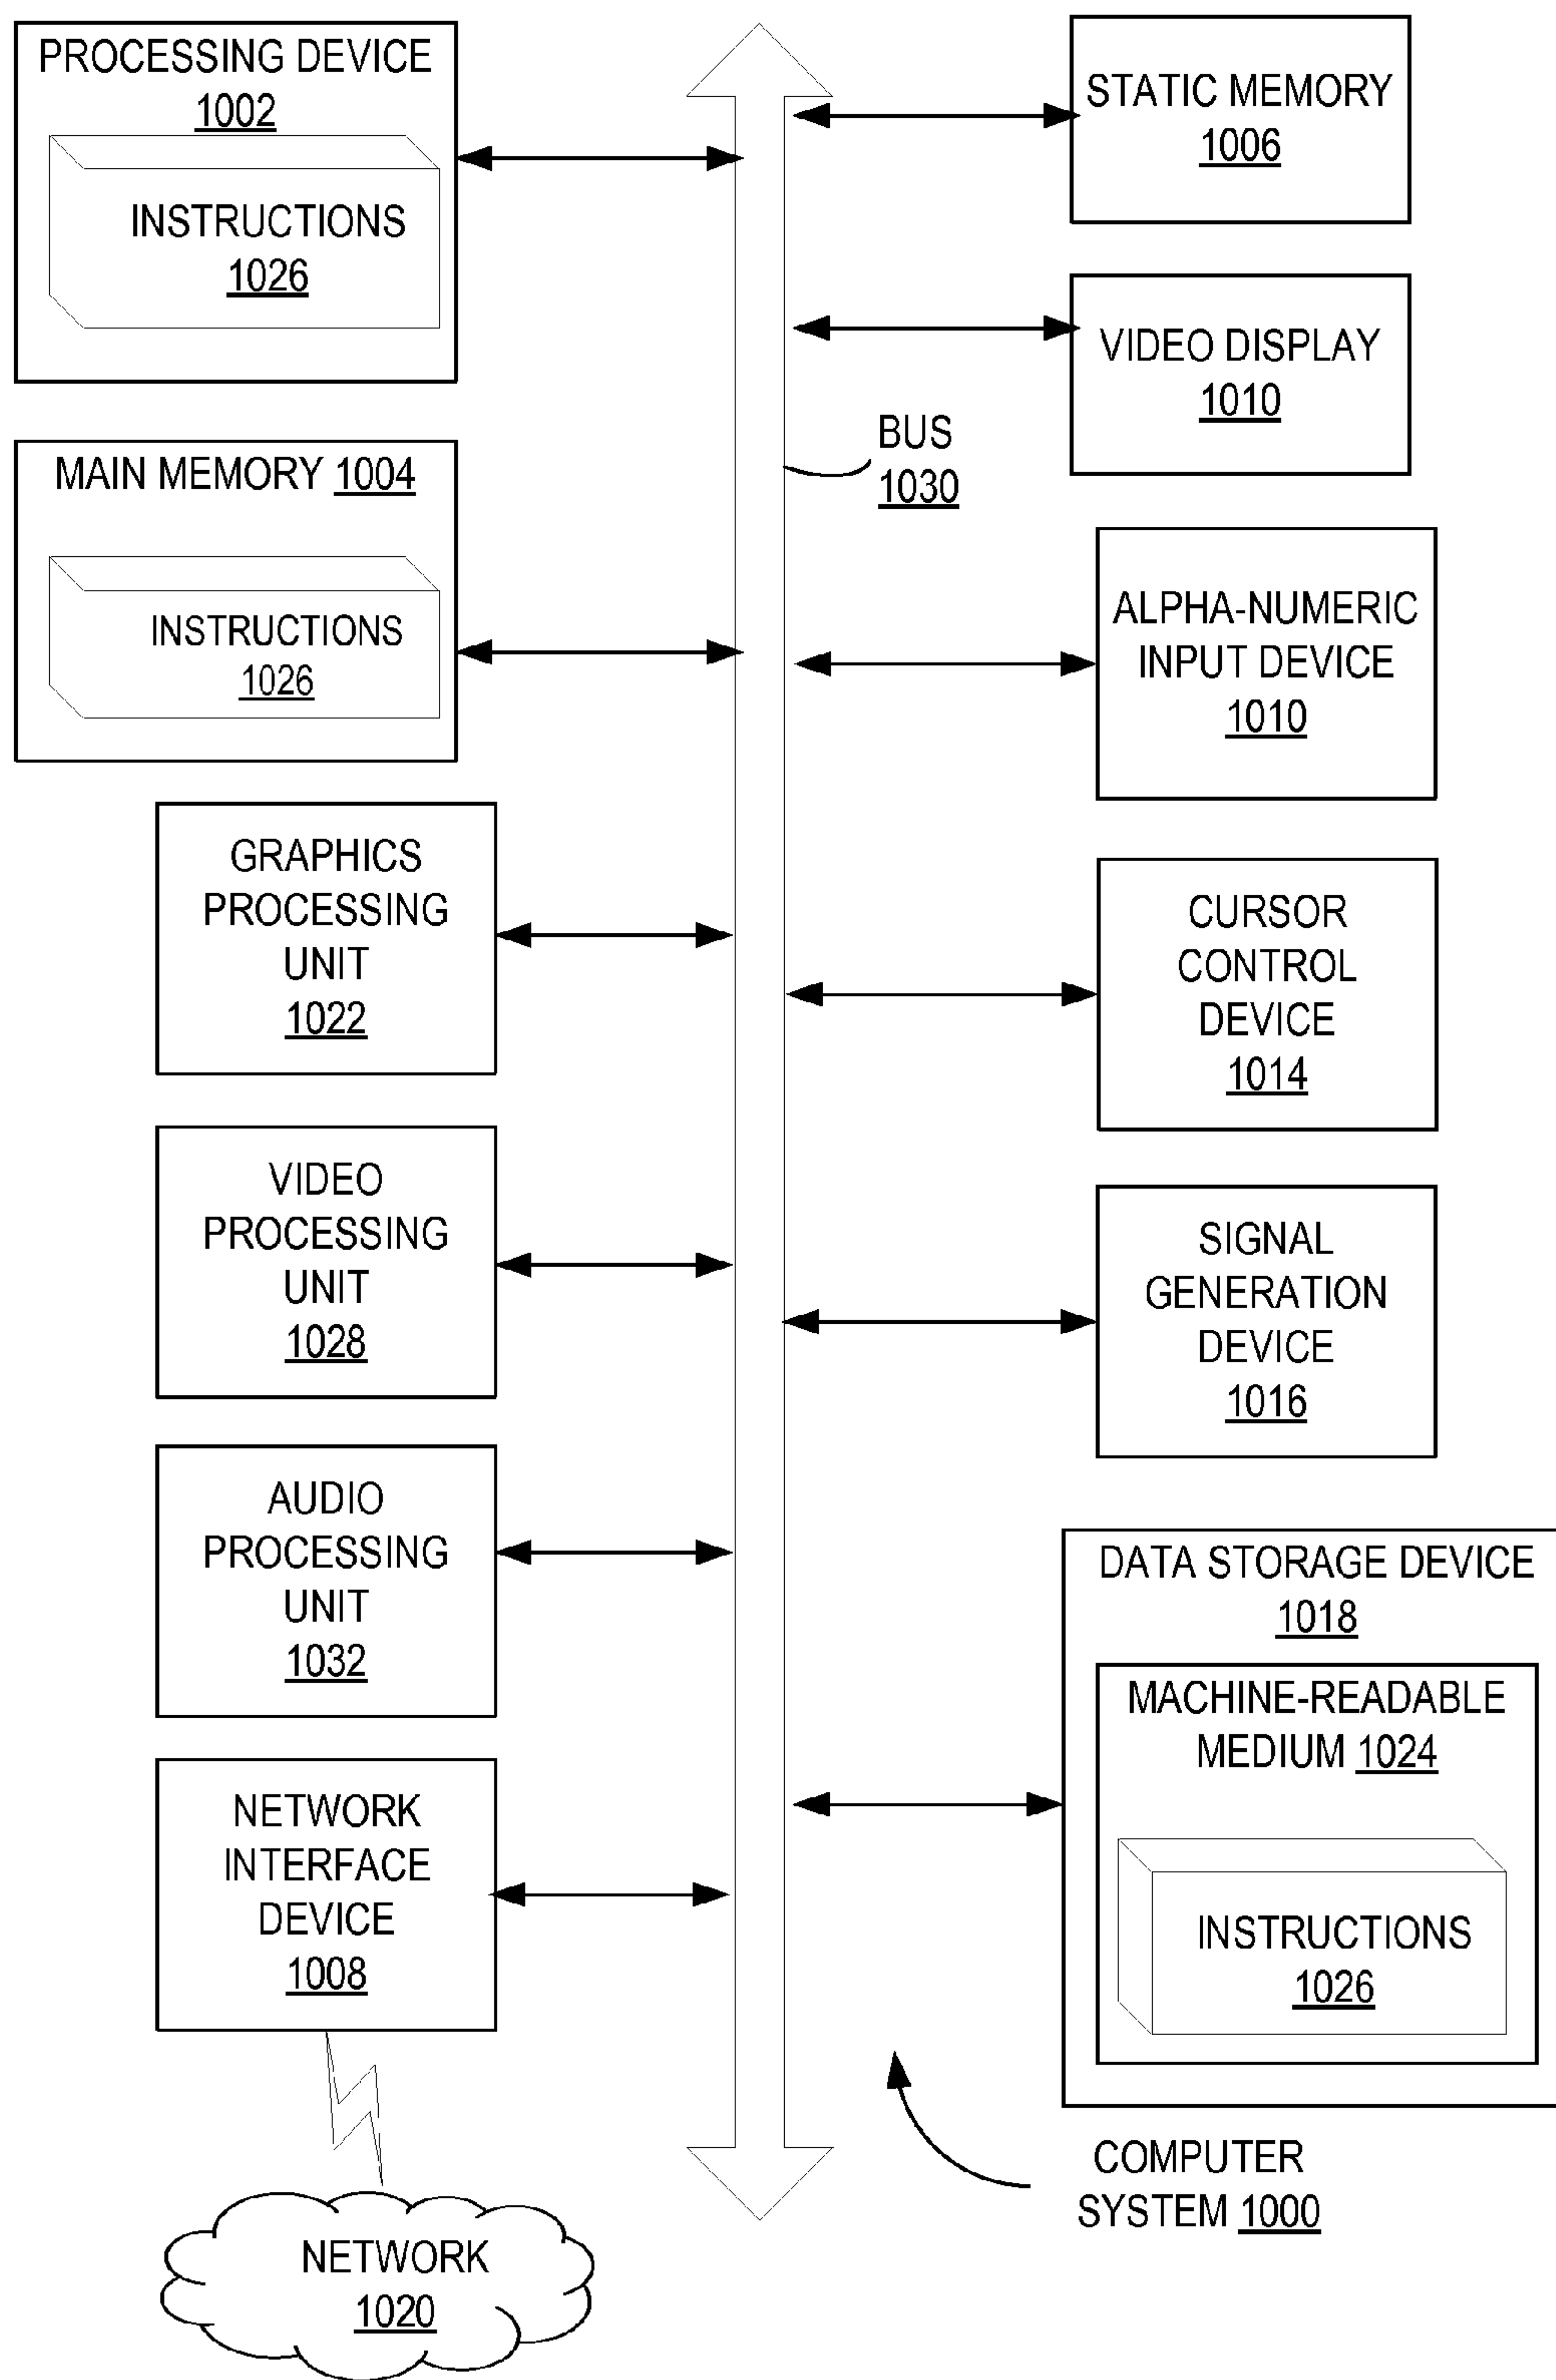 PROCESSING DEVICE
1002
INSTRUCTIONS
1026
MAIN MEMORY 1004
INSTRUCTIONS
1026
GRAPHICS
PROCESSING
UNIT
1022
VIDEO
PROCESSING
UNIT
1028
AUDIO
PROCESSING
UNIT
1032
NETWORK
INTERFACE
DEVICE
1008
NETWORK
1020
BUS
1030
STATIC MEMORY
1006
VIDEO DISPLAY
1010
ALPHA-NUMERIC
INPUT DEVICE
1010
CURSOR
CONTROL
DEVICE
1014
SIGNAL
GENERATION
DEVICE
1016
DATA STORAGE DEVICE
1018
MACHINE-READABLE
MEDIUM 1024
INSTRUCTIONS
1026
COMPUTER
SYSTEM 1000